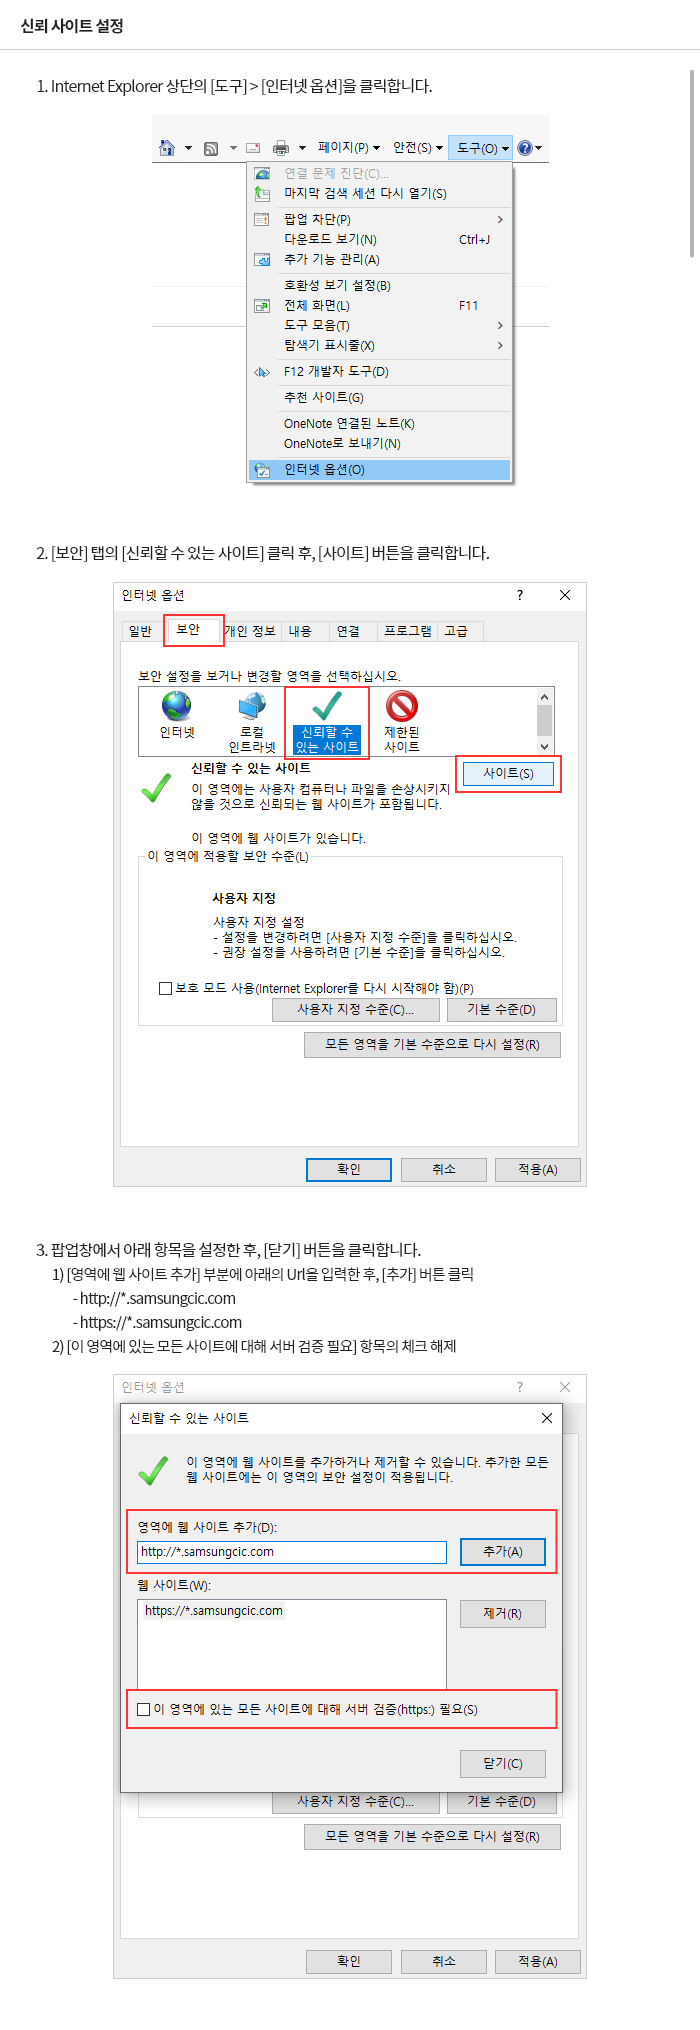 신뢰 사이트 설정
1. Internet Explorer 상단의 [도구] > [인터넷 옵션]을 클릭합니다.
페이지(P) 안전(S) 도구(O)
연결 문제 진단(C)...
마지막 검색 세션 다시 열기(S)
팝업 차단(P)
다운로드 보기(N) Ctrl+J
추가 기능 관리(A)
호환성 보기 설정(B)
전체 화면(L) F11
도구 모음(T)
탐색기 표시줄(X)
F12 개발자 도구(D)
추천 사이트(G)
OneNote 연결된 노트(K)
OneNote로 보내기(N)
인터넷 옵션(O)
2. [보안] 탭의 [신뢰할 수 있는 사이트] 클릭 후, [사이트] 버튼을 클릭합니다.
인터넷 옵션 ?
일반 보안 개인 정보 내용 연결 프로그램 고급
보안 설정을 보거나 변경할 영역을 선택하십시오.
인터넷 로컬 신뢰할 수 제한된
인트라넷 있는 사이트 사이트
신뢰할 수 있는 사이트
사이트(S)
이 영역에는 사용자 컴퓨터나 파일을 손상시키지
않을 것으로 신뢰되는 웹 사이트가 포함됩니다.
이 영역에 웹 사이트가 있습니다.
이 영역에 적용할 보안 수준(L)
사용자 지정
사용자 지정 설정
- 설정을 변경하려면 [사용자 지정 수준]을 클릭하십시오.
- 권장 설정을 사용하려면 [기본 수준]을 클릭하십시오.
보호 모드 사용(Internet Explorer를 다시 시작해야 함)(P)
사용자 지정 수준(C)... 기본 수준(D)
모든 영역을 기본 수준으로 다시 설정(R)
확인 취소 적용(A)
3. 팝업창에서 아래 항목을 설정한 후, [닫기] 버튼을 클릭합니다.
1) [영역에 웹 사이트 추가] 부분에 아래의 Url을 입력한 후, [추가] 버튼 클릭
- http://*.samsungcic.com
- https://*.samsungcic.com
2) [이 영역에 있는 모든 사이트에 대해 서버 검증 필요] 항목의 체크 해제
인터넷 옵션 ?
신뢰할 수 있는 사이트
이 영역에 웹 사이트를 추가하거나 제거할 수 있습니다. 추가한 모든
웹 사이트에는 이 영역의 보안 설정이 적용됩니다.
영역에 웹 사이트 추가(D):
http://*.samsungcic.com 추가(A)
웹 사이트(W):
https://*.samsungcic.com 제거(R)
이 영역에 있는 모든 사이트에 대해 서버 검증(https:) 필요(S)
닫기(C)
사용자 지정 수준(C)... 기본 수준(D)
모든 영역을 기본 수준으로 다시 설정(R)
확인 취소 적용(A)